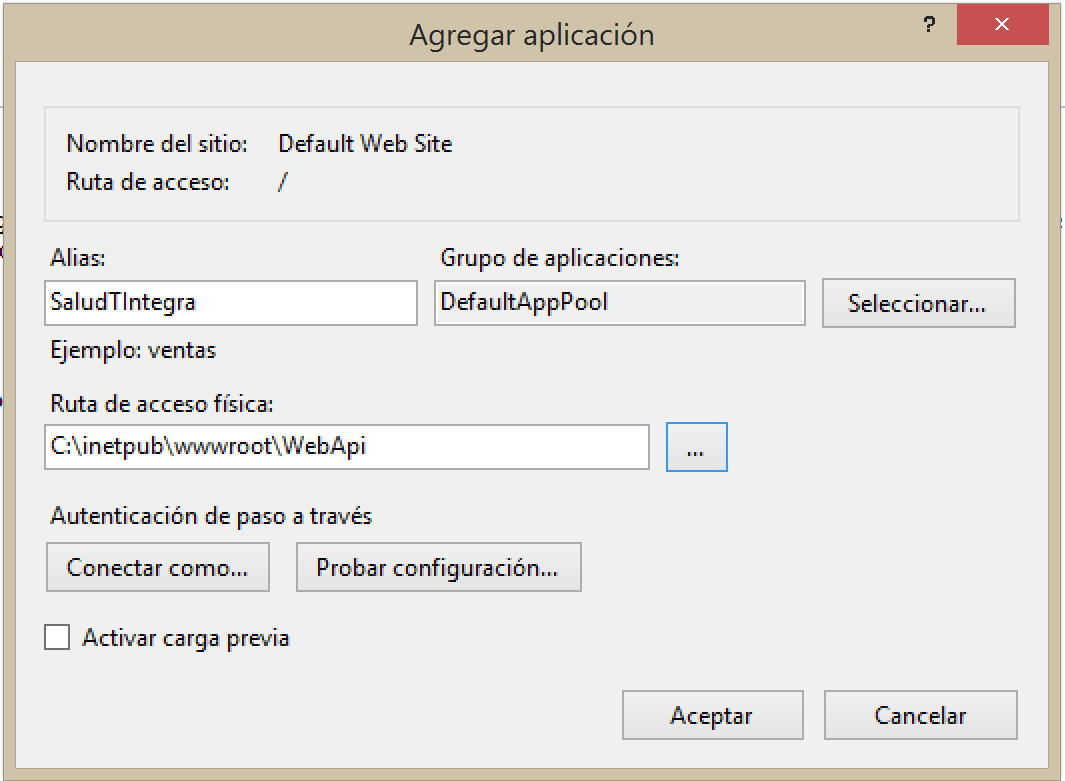 Agregar aplicación
?
Nombre del sitio: Default Web Site
Ruta de acceso: /
Alias: Grupo de aplicaciones:
SaludTIntegra DefaultAppPool Seleccionar...
Ejemplo: ventas
Ruta de acceso física:
C:\inetpub\wwwroot\WebApi ...
Autenticación de paso a través
Conectar como... Probar configuración...
Activar carga previa
Aceptar Cancelar